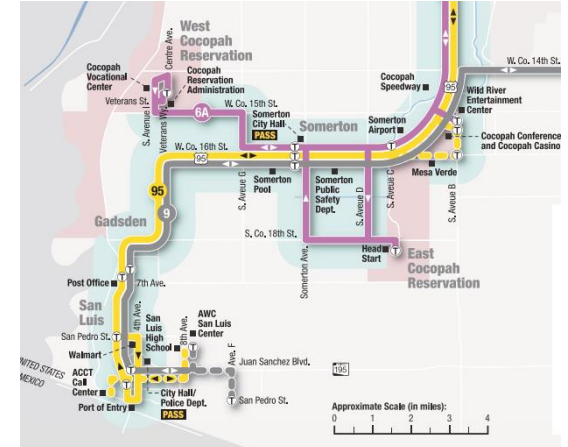 West
Cocopah
Reservation
Centre Ave.
Cocopah
Vocational
Center
Cocopah
Reservation
Administration
Veterans St.
S. Avenue I
Veterans Wy.
6A
W. Co. 15th St.
Somerton
City Hall
PASS
Somerton
Cocopah
Speedway
95
W. Co. 14th St.
Wild River
Entertainment
Center
Somerton
Airport
Cocopah Conference
and Cocopah Casino
W. Co. 16th St.
95
Mesa Verde
Somerton
Pool
Somerton
Public
Safety
Dept.
S. Aveue G
S. Aveue D
S. Aveue C
S. Aveue B
95
9
Gadsden
S. Co. 18th St.
Somerton Ave.
Head
Start
East
Cocopah
Reservation
Post Office
7th Ave.
San
Luis
4th Ave.
San
Luis
High
School
AWC
San Luis
Center
8th Ave.
San Pedro St.
Walmart
Ave. F
Juan Sanchez Blvd.
195
UNITED STATES
MEXICO
ACCT
Call
Center
Port of Entry
City Hall/
Police Dept.
PASS
San Pedro St.
Approximate Scale (in miles):
0 1 2 3 4
T